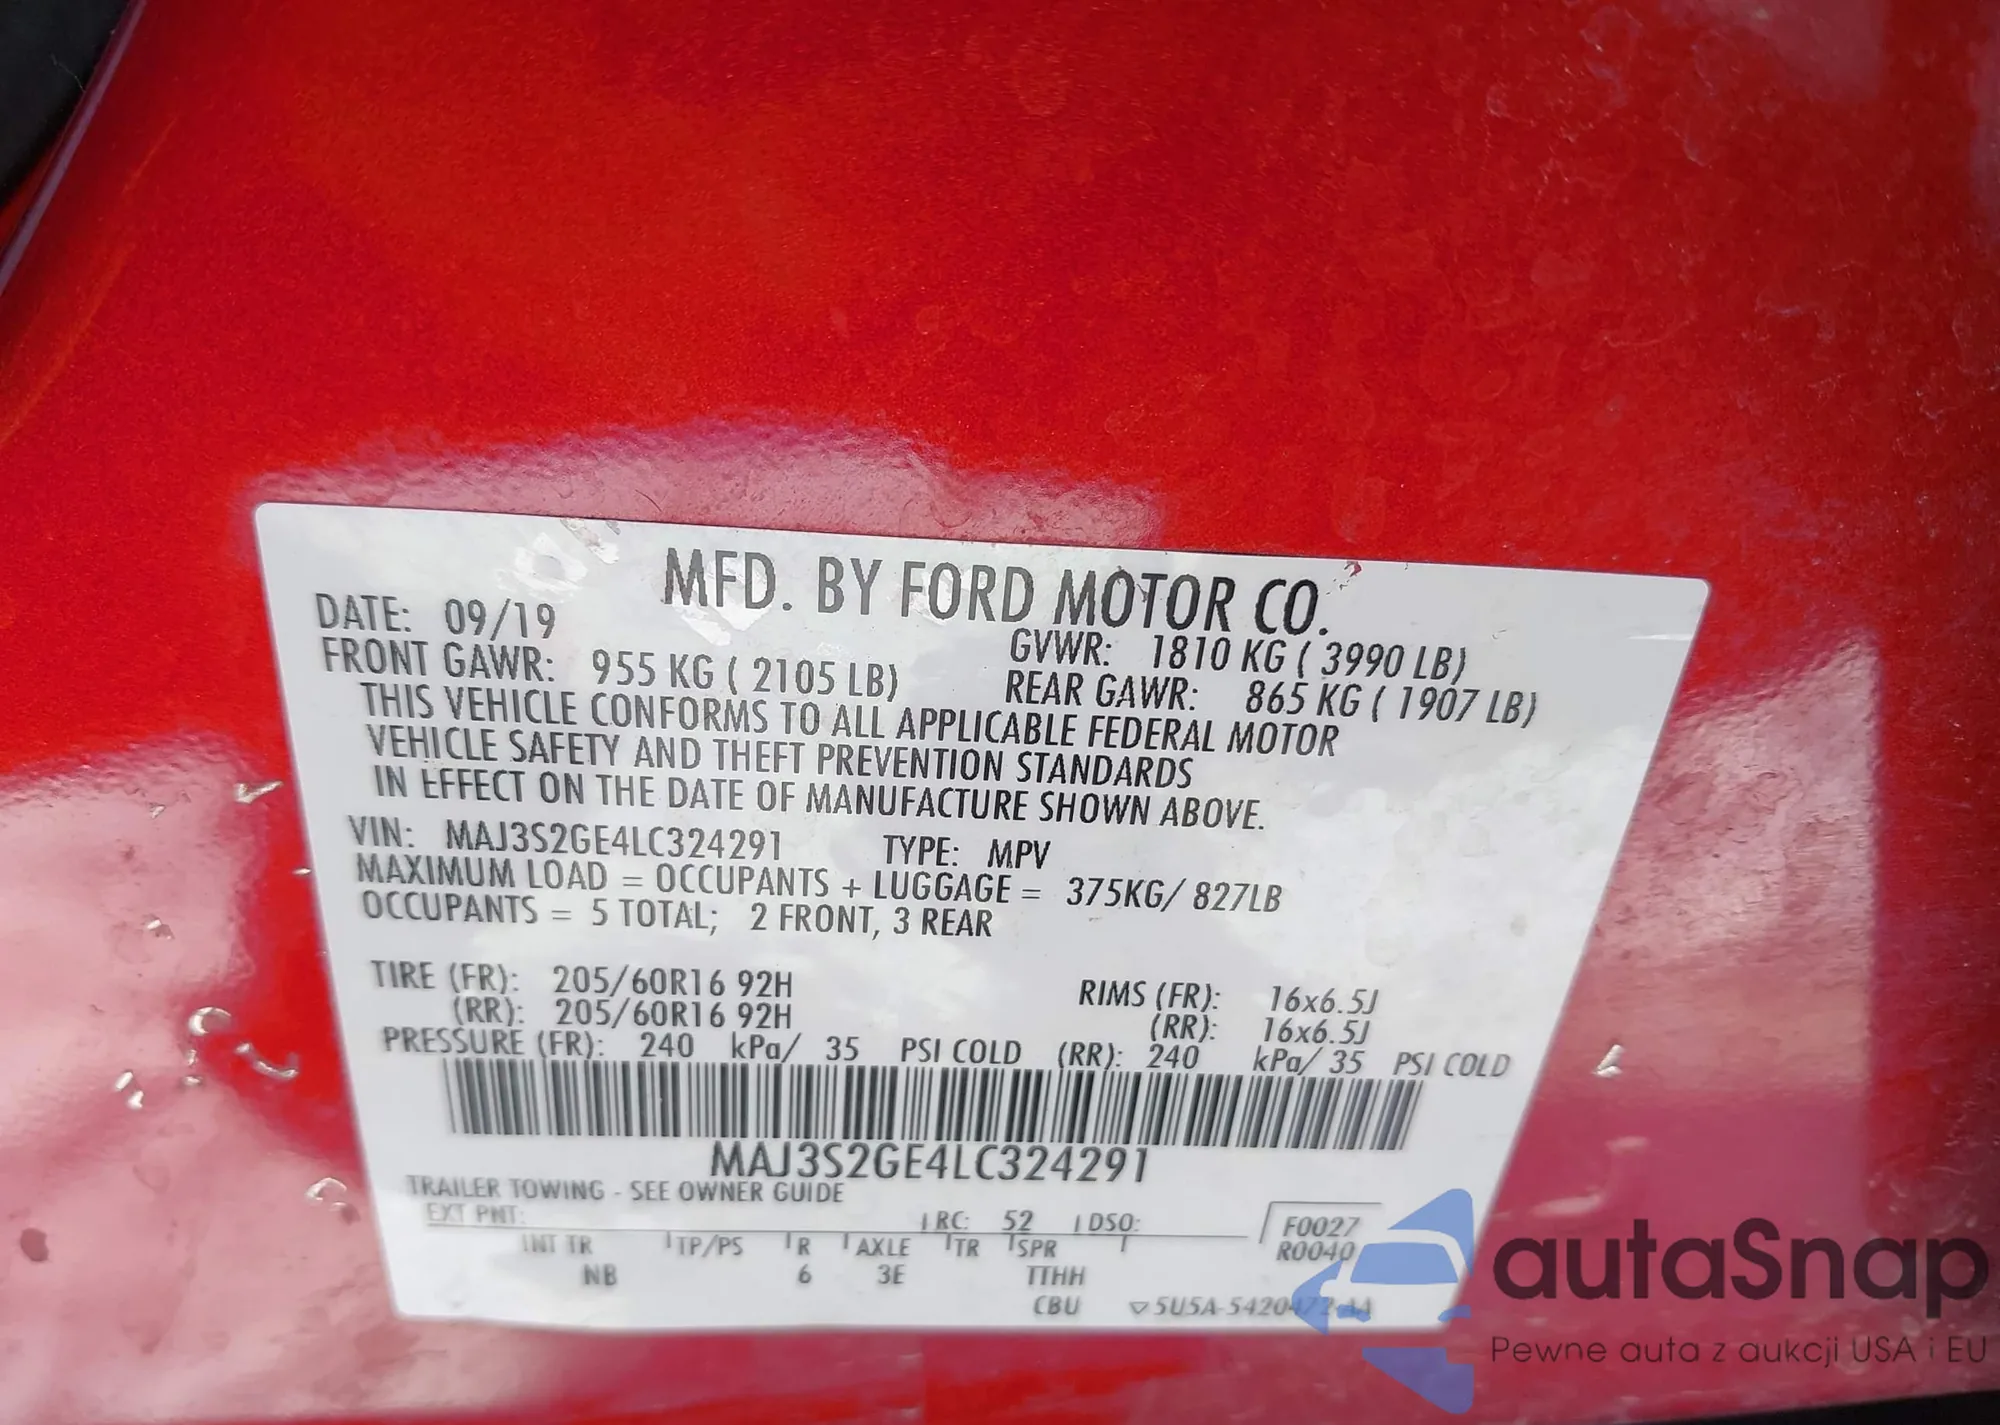 MFD. BY FORD MOTOR CO.
DATE: 09/19 GVWR: 1810 KG ( 3990 LB)
FRONT GAWR: 955 KG ( 2105 LB) REAR GAWR: 865 KG ( 1907 LB)
THIS VEHICLE CONFORMS TO ALL APPLICABLE FEDERAL MOTOR
VEHICLE SAFETY AND THEFT PREVENTION STANDARDS
IN EFFECT ON THE DATE OF MANUFACTURE SHOWN ABOVE.
VIN: MAJ3S2GE4LC324291 TYPE: MPV
MAXIMUM LOAD = OCCUPANTS + LUGGAGE = 375KG/ 827LB
OCCUPANTS = 5 TOTAL; 2 FRONT, 3 REAR
TIRE (FR): 205/60R16 92H RIMS (FR): 16x6.5J
(RR): 205/60R16 92H (RR): 16x6.5J
PRESSURE (FR): 240 kPa/ 35 PSI COLD (RR): 240 kPa/ 35 PSI COLD
MAJ3S2GE4LC324291
TRAILER TOWING - SEE OWNER GUIDE
EXT PNT: RC: 52 DSO: F0027
INT TR TP/PS R AXLE TR SPR R0040
NB 6 3E TTHH
CBU 5U5A-5420472-AA
autaSnap
Pewne auta z aukcji USA i EU